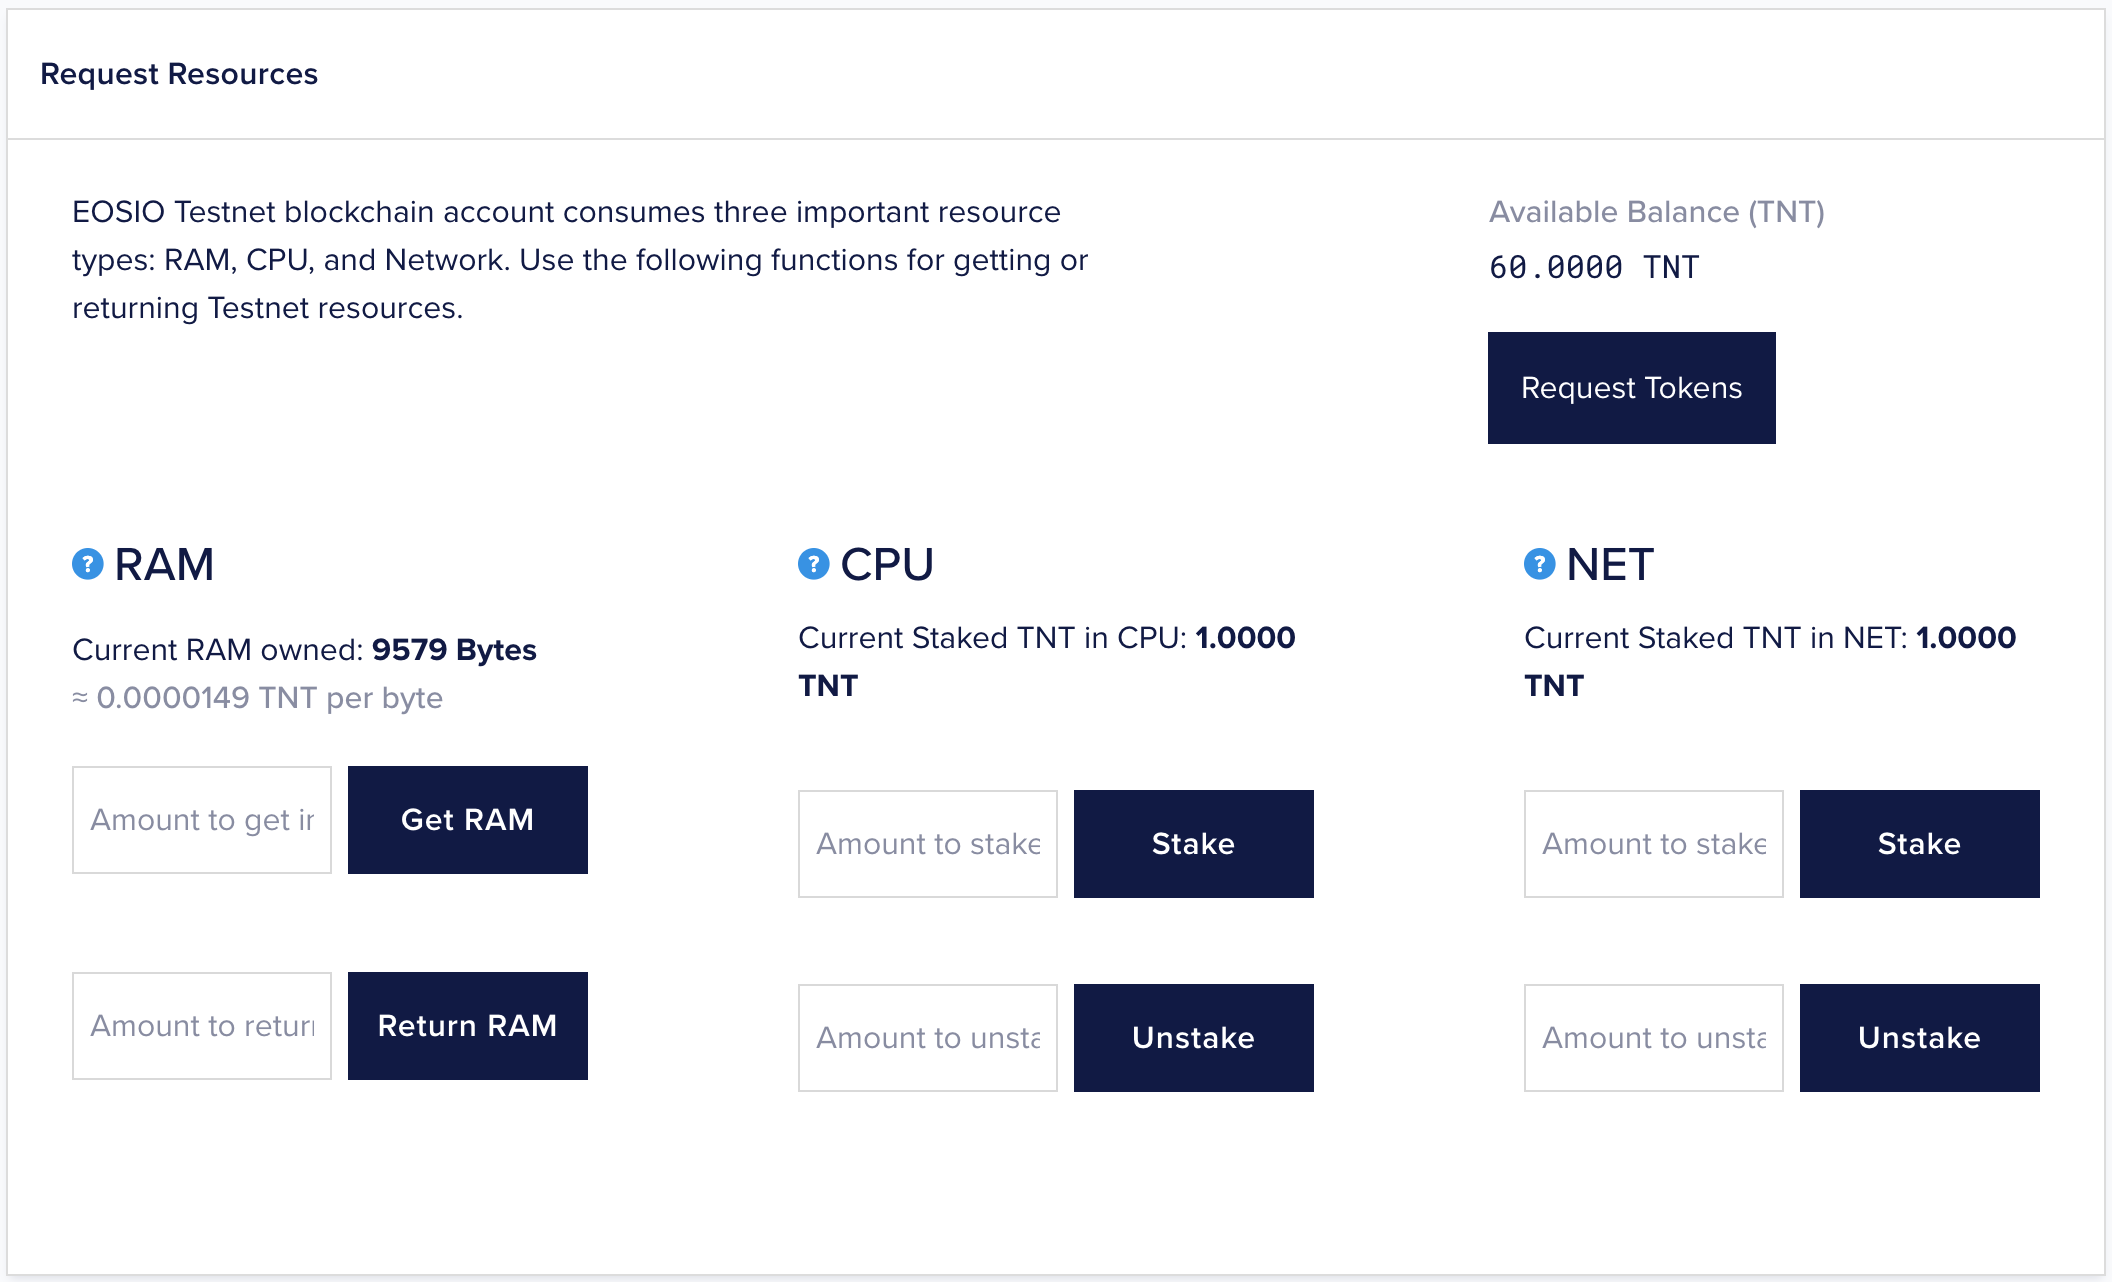 Request Resources
EOSIO Testnet blockchain account consumes three important resource
types: RAM, CPU, and Network. Use the following functions for getting or
returning Testnet resources.
Available Balance (TNT)
60.0000 TNT
Request Tokens
? RAM
Current RAM owned: 9579 Bytes
≈ 0.0000149 TNT per byte
Amount to get
Get RAM
Amount to
Return RAM
? CPU
Current Staked TNT in CPU: 1.0000
TNT
Amount to stake
Stake
Amount to
Unstake
? NET
Current Staked TNT in NET: 1.0000
TNT
Amount to stake
Stake
Amount to
Unstake